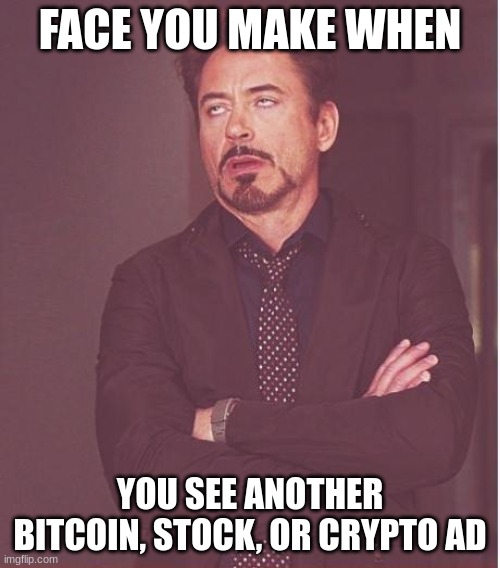 FACE YOU MAKE WHEN
YOU SEE ANOTHER
BITCOIN, STOCK, OR CRYPTO AD
imgflip.com